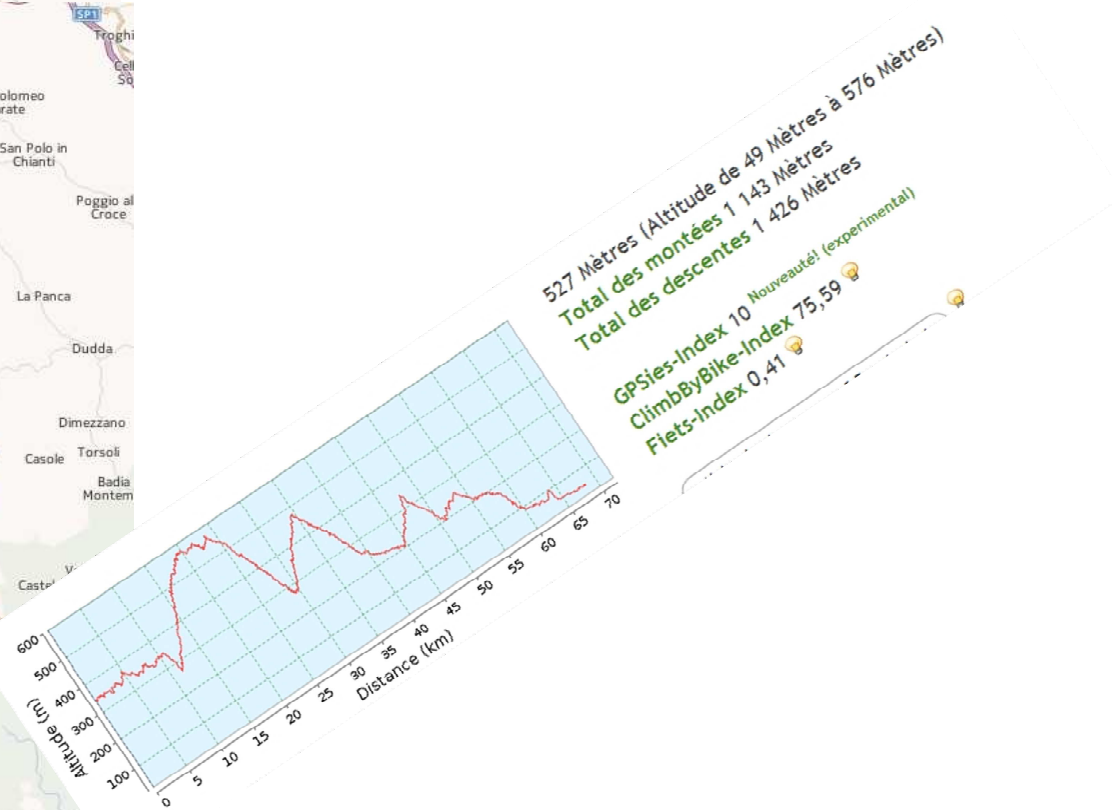 SP1
Troghi
Cell
So
olomeo
rate
San Polo in
Chianti
Poggio al
Croce
La Panca
Dudda
Dimezzano
Casole
Torsoli
Badia
Montem
V
Castel
527 Mètres (Altitude de 49 Mètres à 576 Mètres)
Total des montées 1 143 Mètres
Total des descentes 1 426 Mètres
GPSies-Index 10 Nouveauté! (experimental)
ClimbByBike-Index 75,59
Fiets-Index 0,41
600
500
400
300
200
100
Altitude (m)
0 5 10 15 20 25 30 35 40 45 50 55 60 65 70
Distance (km)